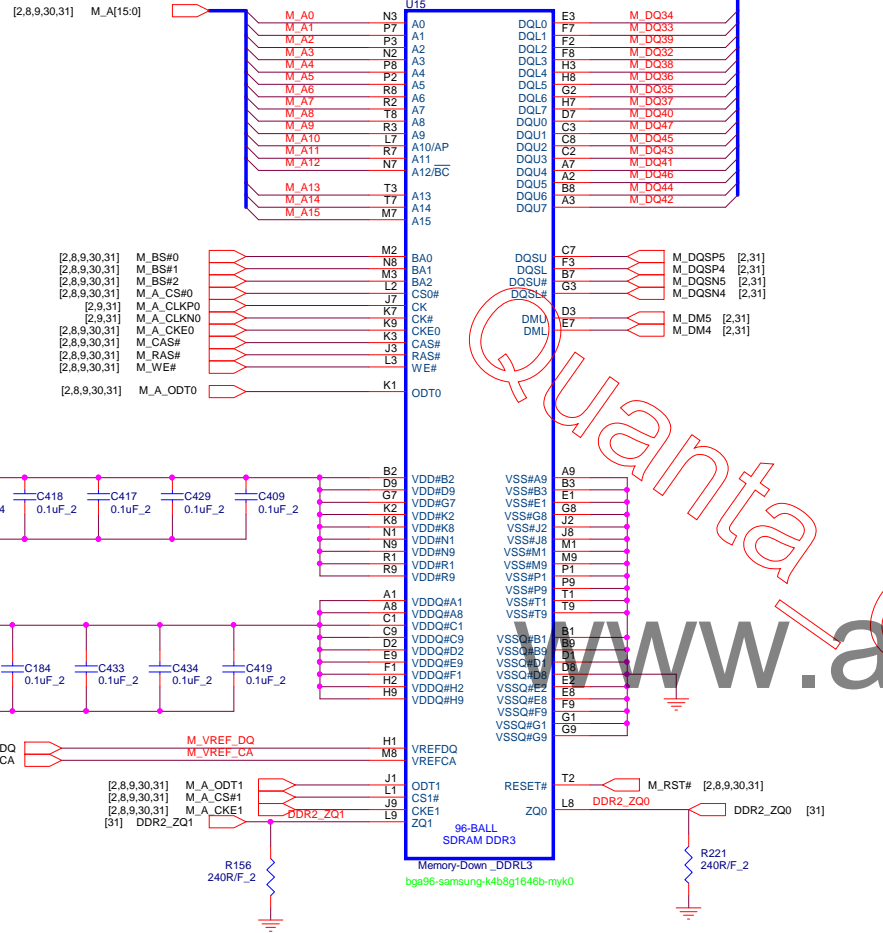 U15
[2,8,9,30,31] M_A[15:0]
M_A0 N3 A0 DQL0 E3 M_DQ34
M_A1 P7 A1 DQL1 F7 M_DQ33
M_A2 P3 A2 DQL2 F2 M_DQ39
M_A3 N2 A3 DQL3 F8 M_DQ32
M_A4 P8 A4 DQL4 H3 M_DQ38
M_A5 P2 A5 DQL5 H8 M_DQ36
M_A6 R8 A6 DQL6 G2 M_DQ35
M_A7 R2 A7 DQL7 H7 M_DQ37
M_A8 T8 A8 DQU0 D7 M_DQ40
M_A9 R3 A9 DQU1 C3 M_DQ47
M_A10 L7 A10/AP DQU2 C8 M_DQ45
M_A11 R7 A11 DQU3 C2 M_DQ43
M_A12 N7 A12/BC DQU4 A7 M_DQ41
DQU5 A2 M_DQ46
M_A13 T3 A13 DQU6 B8 M_DQ44
M_A14 T7 A14 DQU7 A3 M_DQ42
M_A15 M7 A15
[2,8,9,30,31] M_BS#0 M2 BA0 DQSU C7 M_DQSP5 [2,31]
[2,8,9,30,31] M_BS#1 N8 BA1 DQSL F3 M_DQSP4 [2,31]
[2,8,9,30,31] M_BS#2 M3 BA2 DQSU# B7 M_DQSN5 [2,31]
[2,8,9,30,31] M_A_CS#0 L2 CS0# DQSL# G3 M_DQSN4 [2,31]
[2,9,31] M_A_CLKP0 J7 CK
[2,9,31] M_A_CLKN0 K7 CK# DMU D3 M_DM5 [2,31]
[2,8,9,30,31] M_A_CKE0 K9 CKE0 DML E7 M_DM4 [2,31]
[2,8,9,30,31] M_CAS# K3 CAS#
[2,8,9,30,31] M_RAS# J3 RAS#
[2,8,9,30,31] M_WE# L3 WE#
[2,8,9,30,31] M_A_ODT0 K1 ODT0
Quanta
B2 VDD#B2 VSS#A9 A9
D9 VDD#D9 VSS#B3 B3
G7 VDD#G7 VSS#E1 E1
K2 VDD#K2 VSS#G8 G8
K8 VDD#K8 VSS#J2 J2
N1 VDD#N1 VSS#J8 J8
N9 VDD#N9 VSS#M1 M1
R1 VDD#R1 VSS#M9 M9
R9 VDD#R9 VSS#P1 P1
VSS#P9 P9
VSS#T1 T1
VSS#T9 T9
4 C418 C417 C429 C409
0.1uF_2 0.1uF_2 0.1uF_2 0.1uF_2
A1 VDDQ#A1
A8 VDDQ#A8
C1 VDDQ#C1
C9 VDDQ#C9 VSSQ#B1 B1
D2 VDDQ#D2 VSSQ#B9 B9
E9 VDDQ#E9 VSSQ#D1 D1
F1 VDDQ#F1 VSSQ#D8 D8
H2 VDDQ#H2 VSSQ#E2 E2
H9 VDDQ#H9 VSSQ#E8 E8
VSSQ#F9 F9
VSSQ#G1 G1
VSSQ#G9 G9
www.a
C184 C433 C434 C419
0.1uF_2 0.1uF_2 0.1uF_2 0.1uF_2
DQ M_VREF_DQ H1 VREFDQ
CA M_VREF_CA M8 VREFCA
[2,8,9,30,31] M_A_ODT1 J1 ODT1 RESET# T2 M_RST# [2,8,9,30,31]
[2,8,9,30,31] M_A_CS#1 L1 CS1#
[2,8,9,30,31] M_A_CKE1 J9 CKE1 ZQ0 L8 DDR2_ZQ0 DDR2_ZQ0 [31]
[31] DDR2_ZQ1 DDR2_ZQ1 L9 ZQ1
96-BALL
SDRAM DDR3
R156
240R/F_2
R221
240R/F_2
Memory-Down _DDRL3
bga96-samsung-k4b8g1646b-myk0